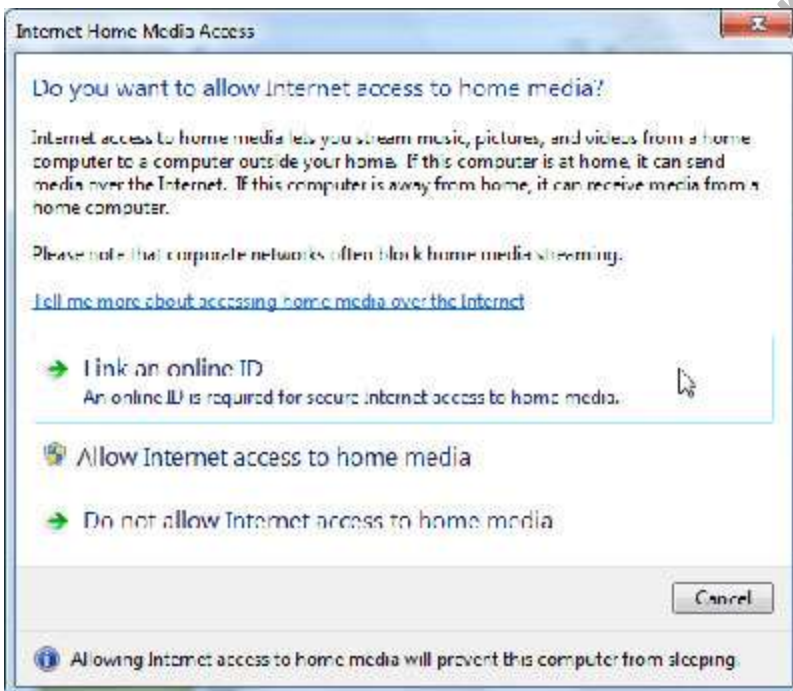 Internet Home Media Access
Do you want to allow Internet access to home media?
Internet access to home media lets you stream music, pictures, and videos from a home
computer to a computer outside your home. If this computer is at home, it can send
media over the Internet. If this computer is away from home, it can receive media from a
home computer.
Please note that corporate networks often block home media streaming.
Tell me more about accessing home media over the Internet
Link an online ID
An online ID is required for secure Internet access to home media.
Allow Internet access to home media
Do not allow Internet access to home media
Cancel
Allowing Internet access to home media will prevent this computer from sleeping.